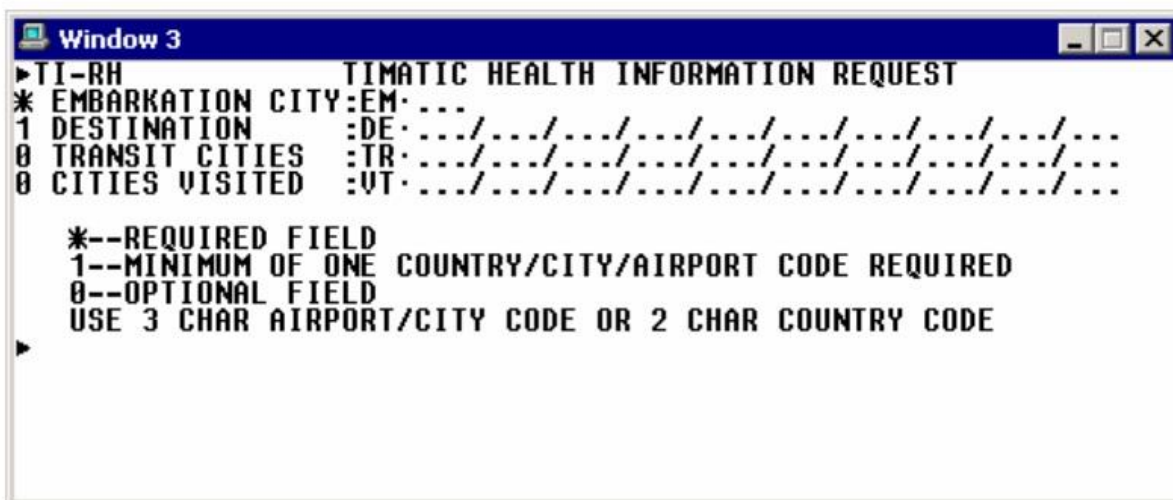 Window 3
►TI-RH TIMATIC HEALTH INFORMATION REQUEST
* EMBARKATION CITY:EM·...
1 DESTINATION :DE·.../.../.../.../.../.../.../.../.../...
0 TRANSIT CITIES :TR·.../.../.../.../.../.../.../.../.../...
0 CITIES VISITED :VT·.../.../.../.../.../.../.../.../.../...
*--REQUIRED FIELD
1--MINIMUM OF ONE COUNTRY/CITY/AIRPORT CODE REQUIRED
0--OPTIONAL FIELD
USE 3 CHAR AIRPORT/CITY CODE OR 2 CHAR COUNTRY CODE
►